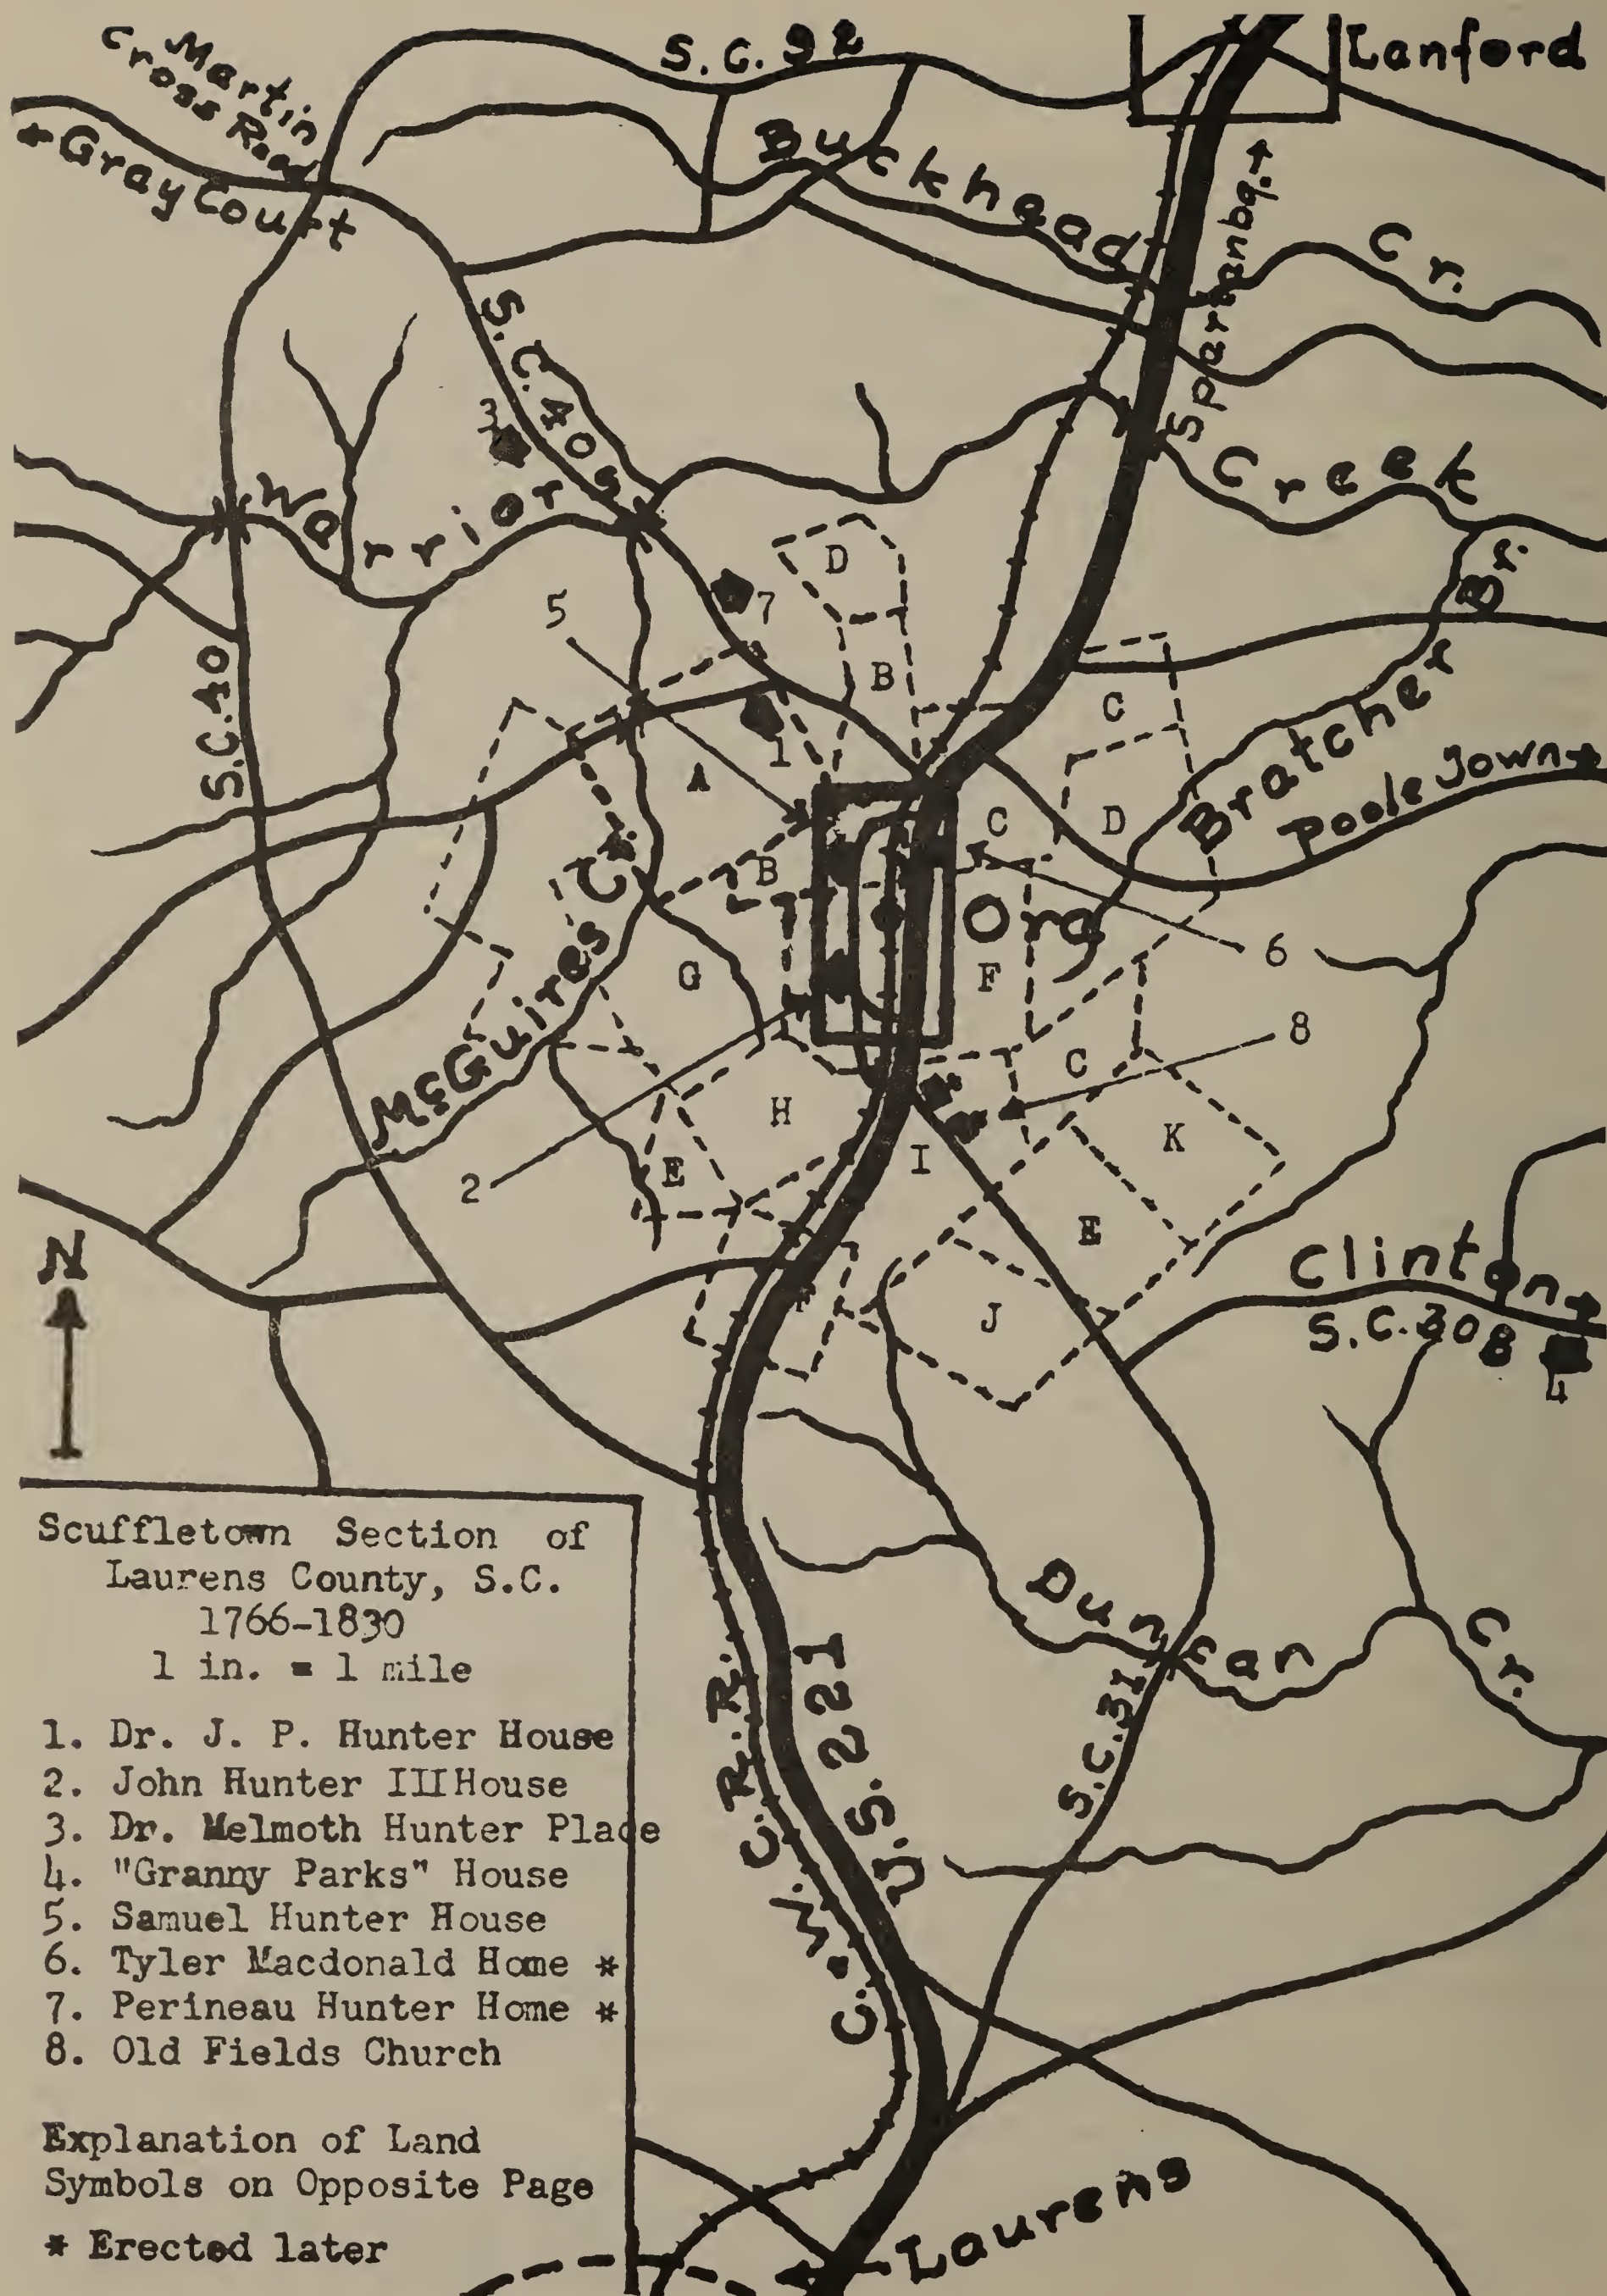 S.C. 92
Lanford
Martin
Cross Road
←Gray Court
Buckhead Cr.
Spartanbg.→
S.C. 409
3
Warrior Creek
D
7
5
B
Bratcher Br.
C
S.C. 40
1
A
Poole Town→
C
D
B
McGuires Cr.
Ora
6
G
F
8
C
H
K
I
2
E
E
Clinton→
S.C. 308
4
N
F
J
Duncan Cr.
S.C. 31
U.S. 221
C. & W. C. R. R.
Laurens
Scuffletown Section of
Laurens County, S.C.
1766-1830
1 in. = 1 mile
1. Dr. J. P. Hunter House
2. John Hunter III House
3. Dr. Melmoth Hunter Place
4. "Granny Parks" House
5. Samuel Hunter House
6. Tyler Macdonald Home *
7. Perineau Hunter Home *
8. Old Fields Church
Explanation of Land
Symbols on Opposite Page
* Erected later